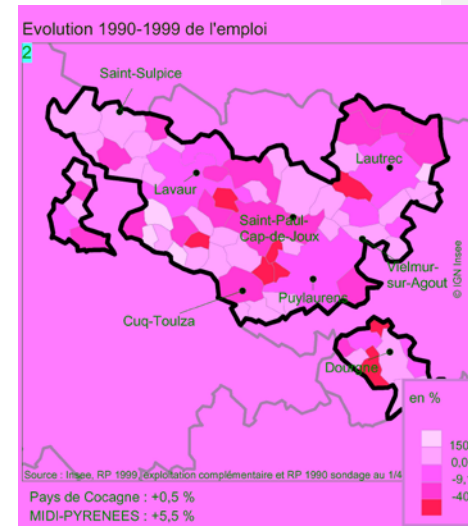 Evolution 1990-1999 de l'emploi
2
Saint-Sulpice
Lautrec
Lavaur
Saint-Paul-
Cap-de-Joux
Vielmur-
sur-Agout
© IGN Insee
Puylaurens
Cuq-Toulza
Dourgne
en %
150
0,0
-9,
-40
Source : Insee, RP 1999, exploitation complémentaire et RP 1990 sondage au 1/4
Pays de Cocagne : +0,5 %
MIDI-PYRENEES : +5,5 %